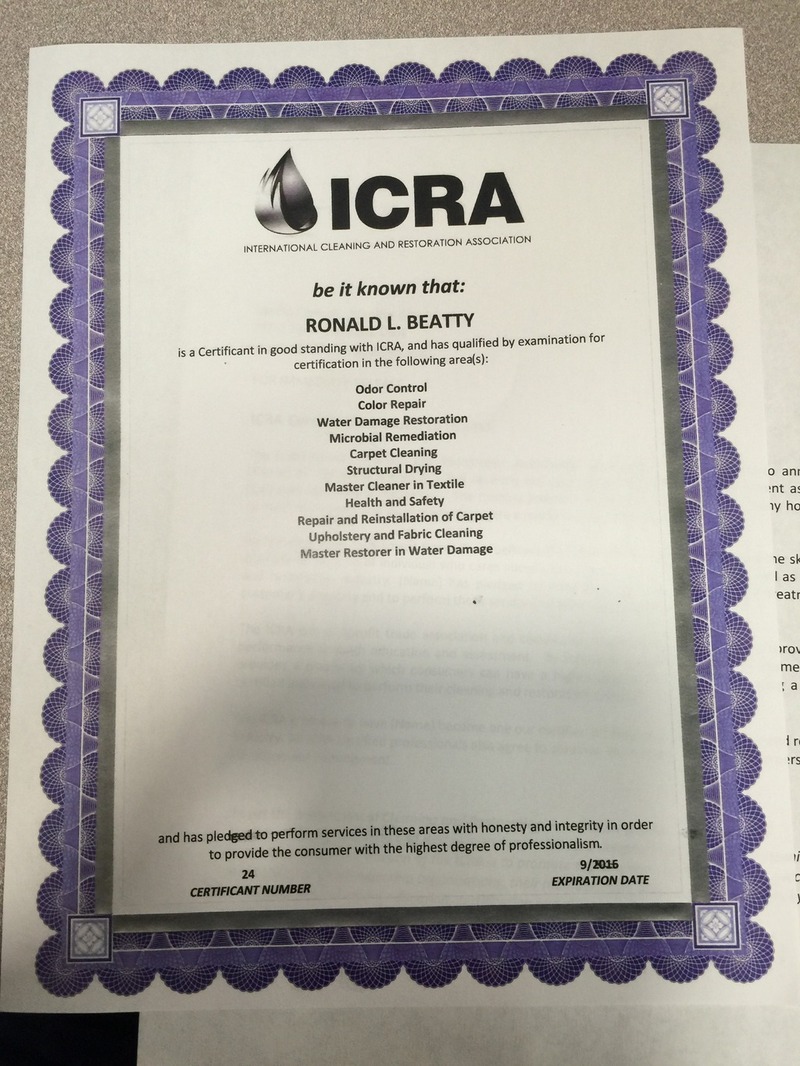 ICRA
INTERNATIONAL CLEANING AND RESTORATION ASSOCIATION
be it known that:
RONALD L. BEATTY
is a Certificant in good standing with ICRA, and has qualified by examination for
certification in the following area(s):
Odor Control
Color Repair
Water Damage Restoration
Microbial Remediation
Carpet Cleaning
Structural Drying
Master Cleaner in Textile
Health and Safety
Repair and Reinstallation of Carpet
Upholstery and Fabric Cleaning
Master Restorer in Water Damage
and has pledged to perform services in these areas with honesty and integrity in order
to provide the consumer with the highest degree of professionalism.
24
CERTIFICANT NUMBER
9/2016
EXPIRATION DATE